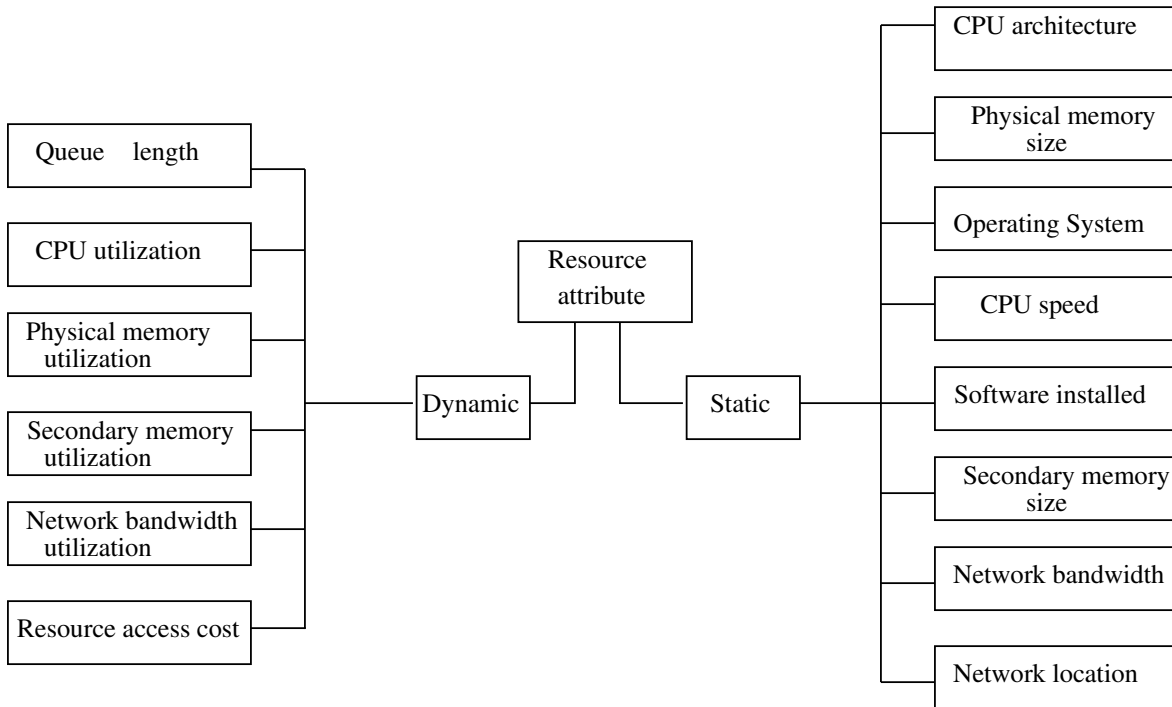 Queue length
CPU utilization
Physical memory
utilization
Secondary memory
utilization
Network bandwidth
utilization
Resource access cost
Dynamic
Resource
attribute
Static
CPU architecture
Physical memory
size
Operating System
CPU speed
Software installed
Secondary memory
size
Network bandwidth
Network location